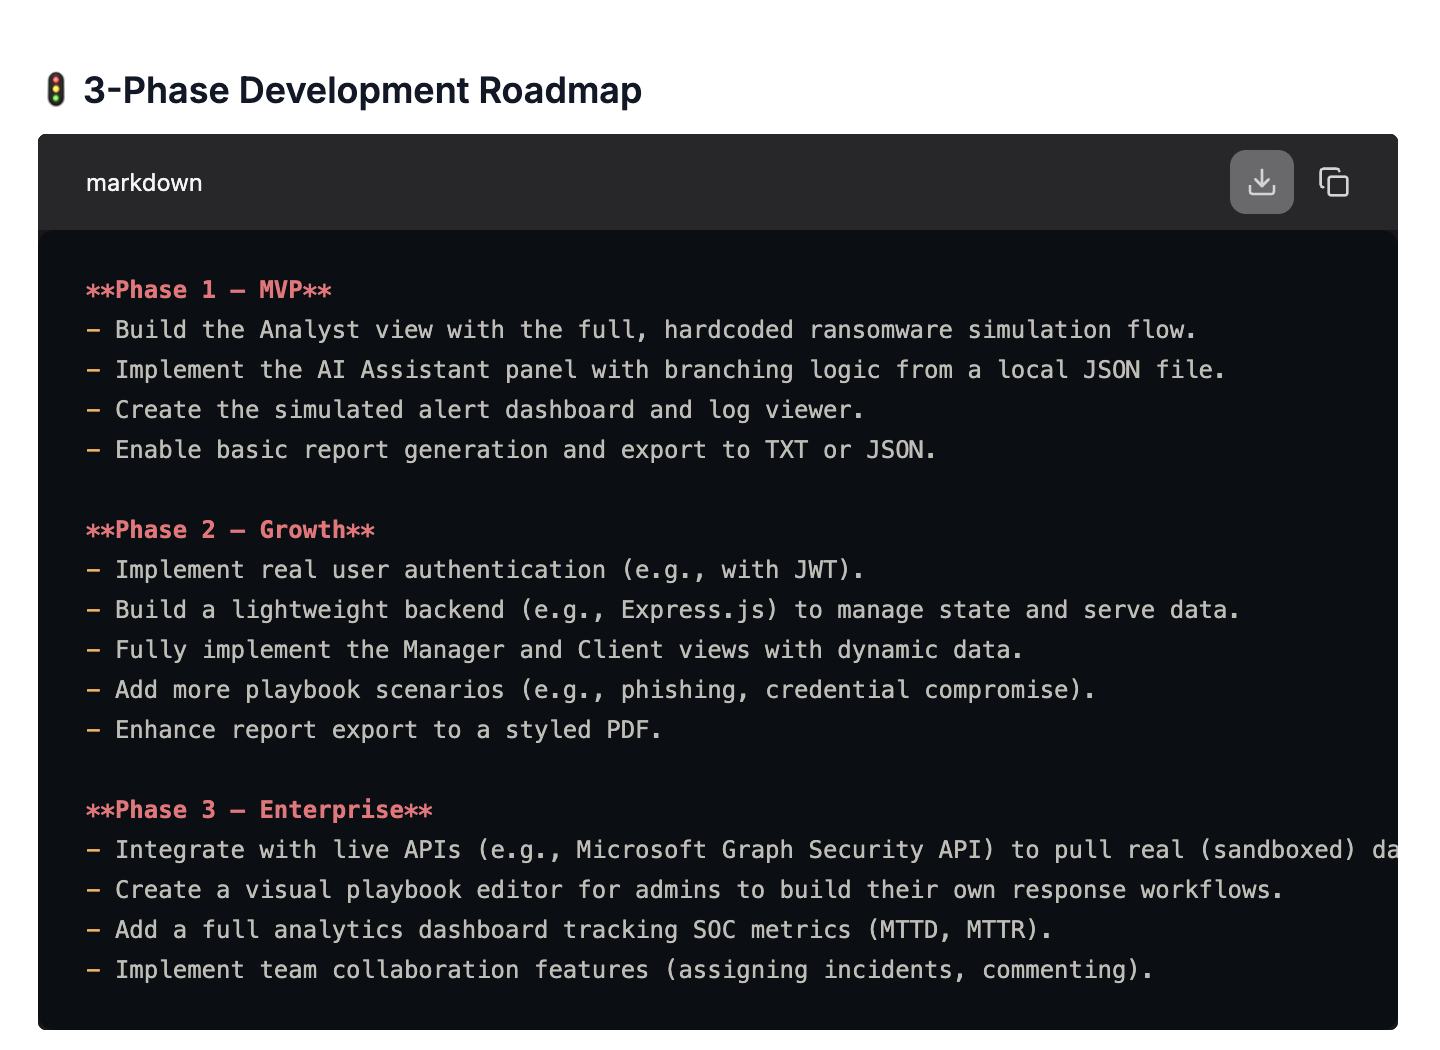 🚦 3-Phase Development Roadmap
markdown
**Phase 1 – MVP**
- Build the Analyst view with the full, hardcoded ransomware simulation flow.
- Implement the AI Assistant panel with branching logic from a local JSON file.
- Create the simulated alert dashboard and log viewer.
- Enable basic report generation and export to TXT or JSON.
**Phase 2 – Growth**
- Implement real user authentication (e.g., with JWT).
- Build a lightweight backend (e.g., Express.js) to manage state and serve data.
- Fully implement the Manager and Client views with dynamic data.
- Add more playbook scenarios (e.g., phishing, credential compromise).
- Enhance report export to a styled PDF.
**Phase 3 – Enterprise**
- Integrate with live APIs (e.g., Microsoft Graph Security API) to pull real (sandboxed) da
- Create a visual playbook editor for admins to build their own response workflows.
- Add a full analytics dashboard tracking SOC metrics (MTTD, MTTR).
- Implement team collaboration features (assigning incidents, commenting).